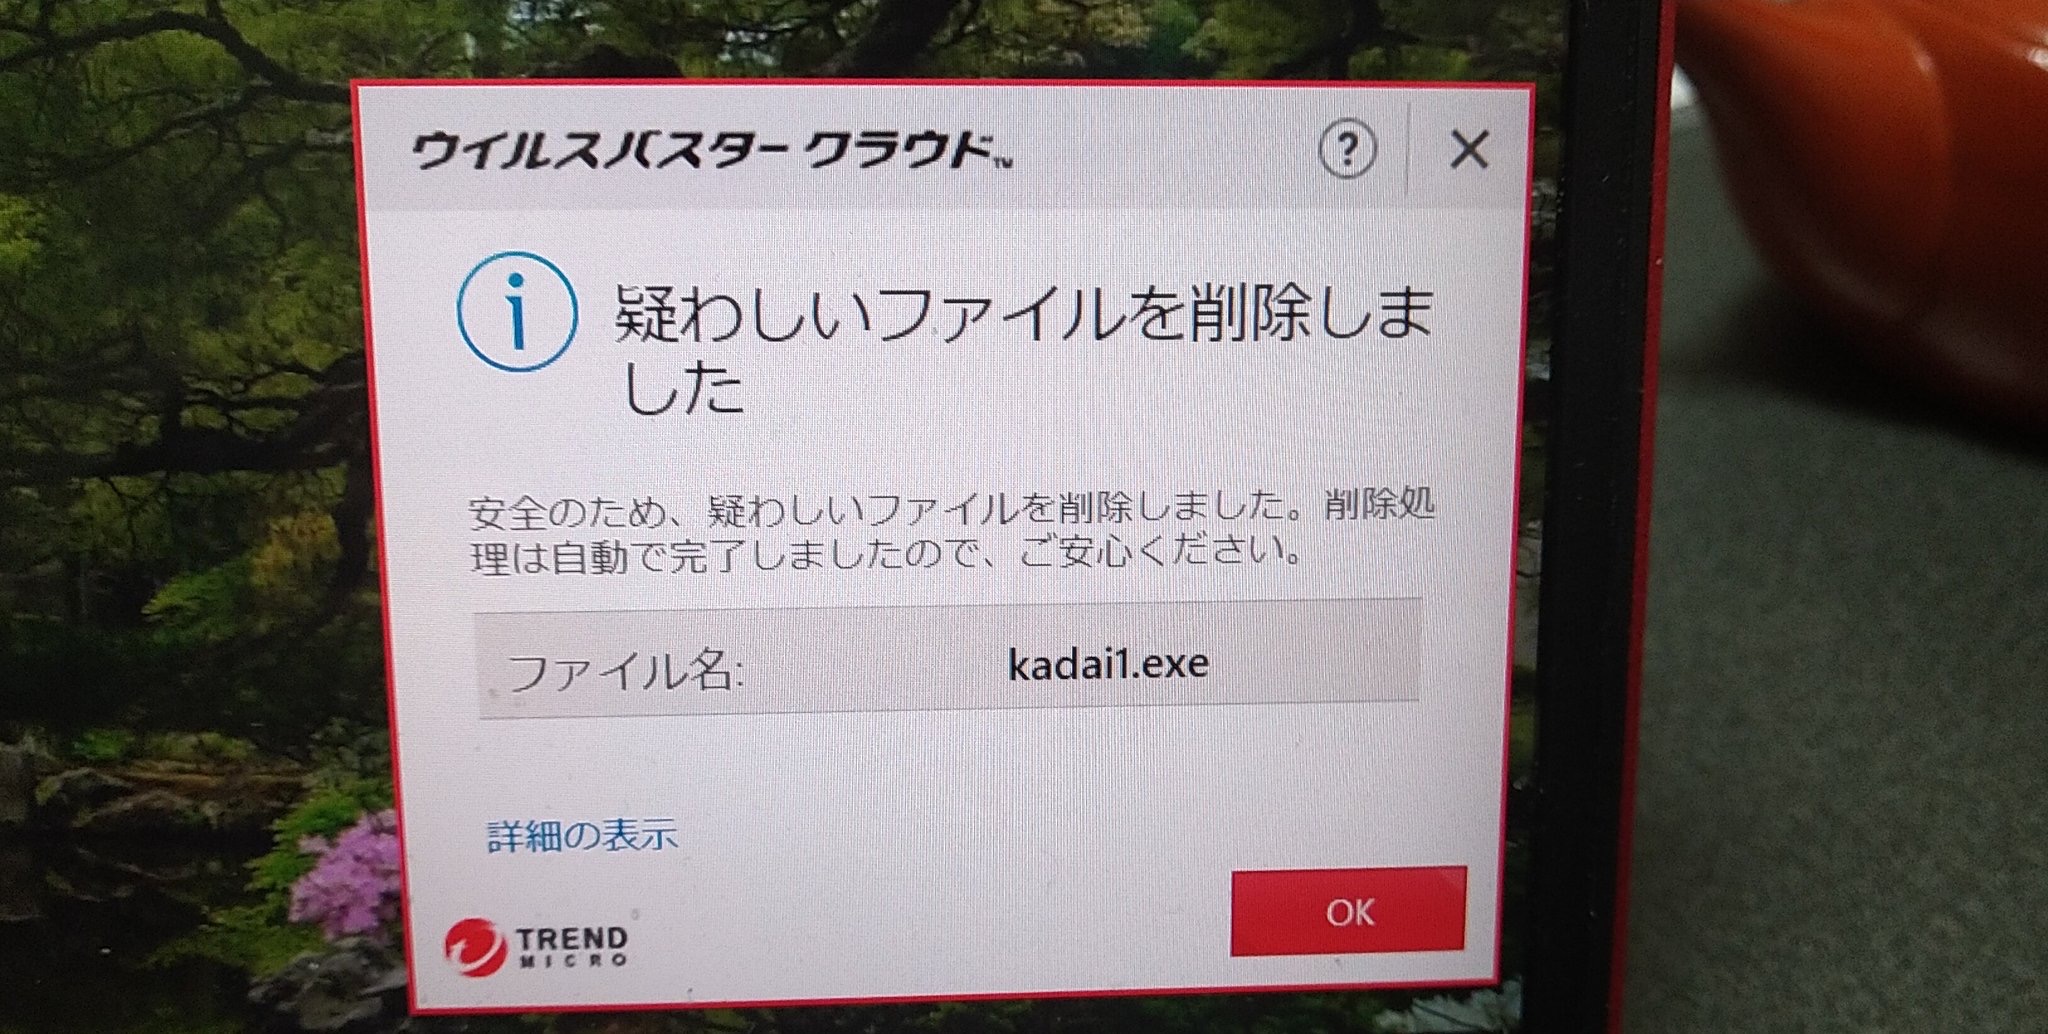 ウイルスバスター クラウド™
?
疑わしいファイルを削除しま
した
安全のため、疑わしいファイルを削除しました。削除処
理は自動で完了しましたので、ご安心ください。
ファイル名: kadai1.exe
詳細の表示
OK
TREND
MICRO